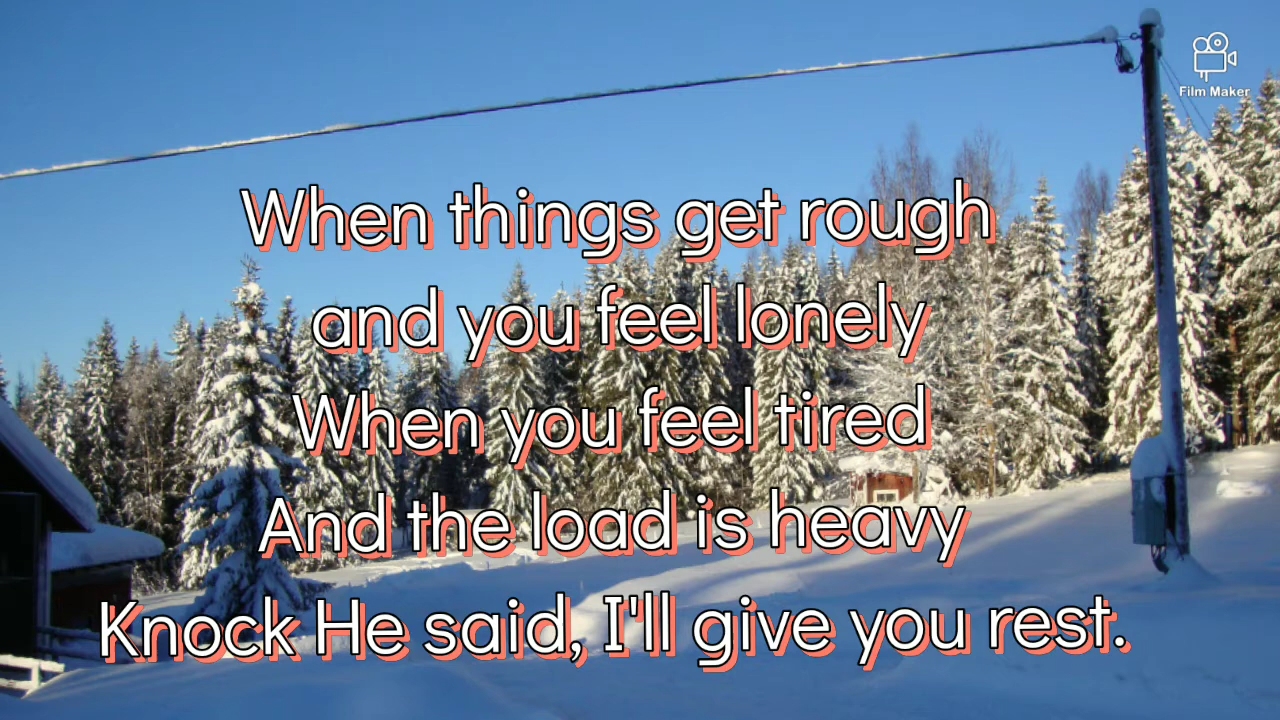 Film Maker
When things get rough
and you feel lonely
When you feel tired
And the load is heavy
Knock He said, I'll give you rest.